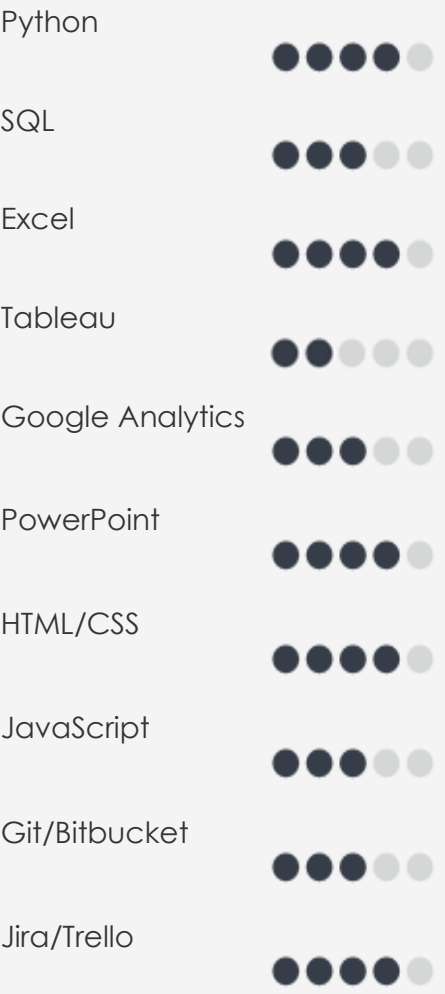 Python
SQL
Excel
Tableau
Google Analytics
PowerPoint
HTML/CSS
JavaScript
Git/Bitbucket
Jira/Trello